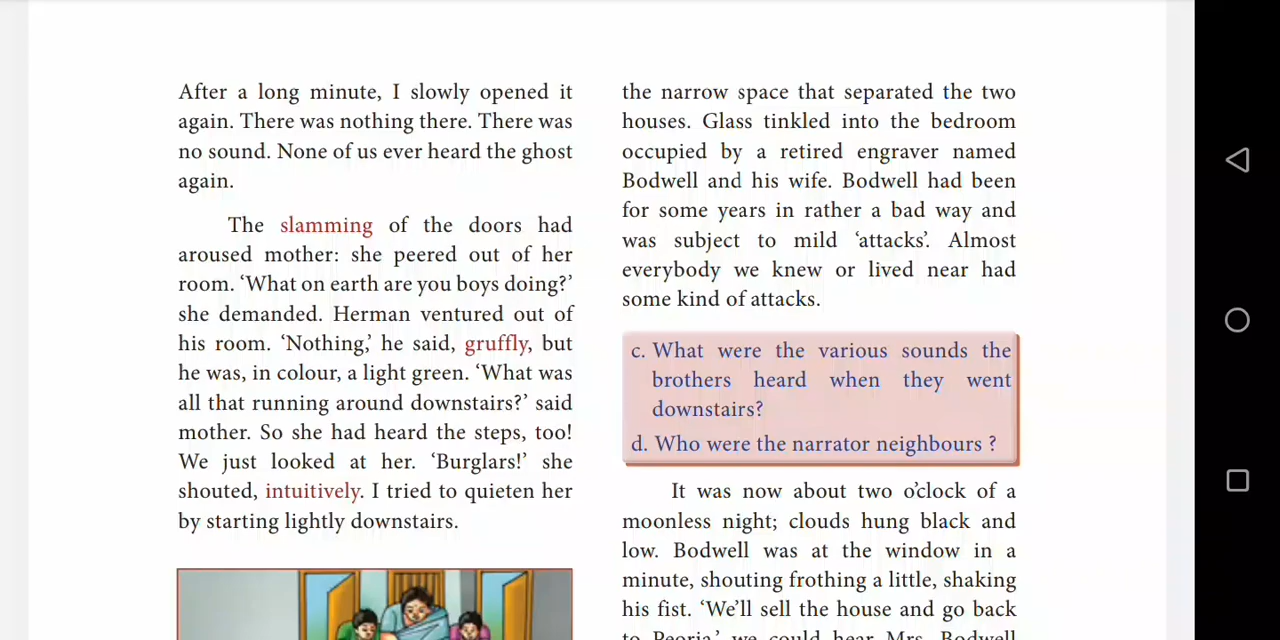 After a long minute, I slowly opened it
again. There was nothing there. There was
no sound. None of us ever heard the ghost
again.
The slamming of the doors had
aroused mother: she peered out of her
room. ‘What on earth are you boys doing?’
she demanded. Herman ventured out of
his room. ‘Nothing,’ he said, gruffly, but
he was, in colour, a light green. ‘What was
all that running around downstairs?’ said
mother. So she had heard the steps, too!
We just looked at her. ‘Burglars!’ she
shouted, intuitively. I tried to quieten her
by starting lightly downstairs.
the narrow space that separated the two
houses. Glass tinkled into the bedroom
occupied by a retired engraver named
Bodwell and his wife. Bodwell had been
for some years in rather a bad way and
was subject to mild ‘attacks’. Almost
everybody we knew or lived near had
some kind of attacks.
c. What were the various sounds the
brothers heard when they went
downstairs?
d. Who were the narrator neighbours ?
It was now about two o’clock of a
moonless night; clouds hung black and
low. Bodwell was at the window in a
minute, shouting frothing a little, shaking
his fist. ‘We’ll sell the house and go back
to Peoria,’ we could hear Mrs. Bodwell